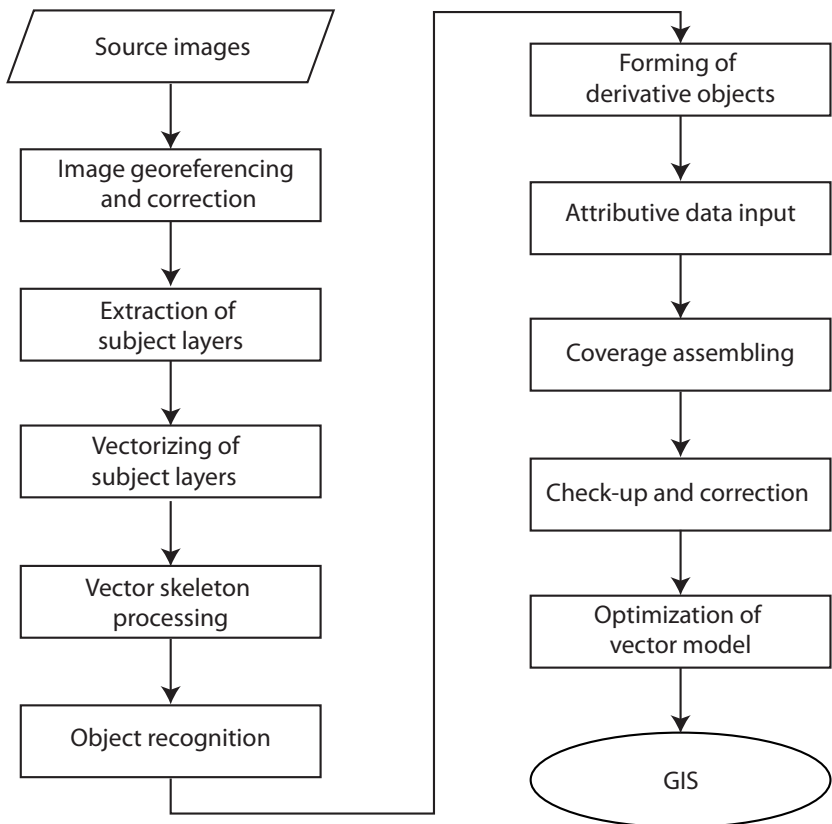 Source images
Image georeferencing
and correction
Extraction of
subject layers
Vectorizing of
subject layers
Vector skeleton
processing
Object recognition
Forming of
derivative objects
Attributive data input
Coverage assembling
Check-up and correction
Optimization of
vector model
GIS